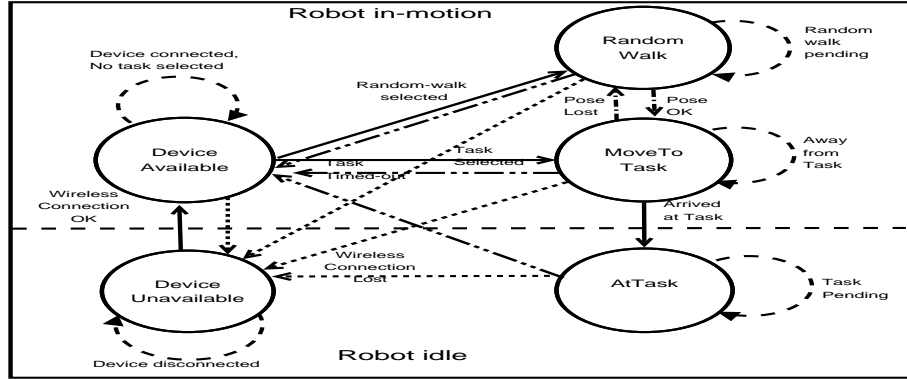 Robot in-motion
Device connected,
No task selected
Random-walk
selected
Random
Walk
Random
walk
pending
Pose
Lost
Pose
OK
Device
Available
Task
Selected
Task
Timed-out
MoveTo
Task
Away
from
Task
Wireless
Connection
OK
Arrived
at Task
Device
Unavailable
Wireless
Connection
Lost
AtTask
Task
Pending
Device disconnected
Robot idle